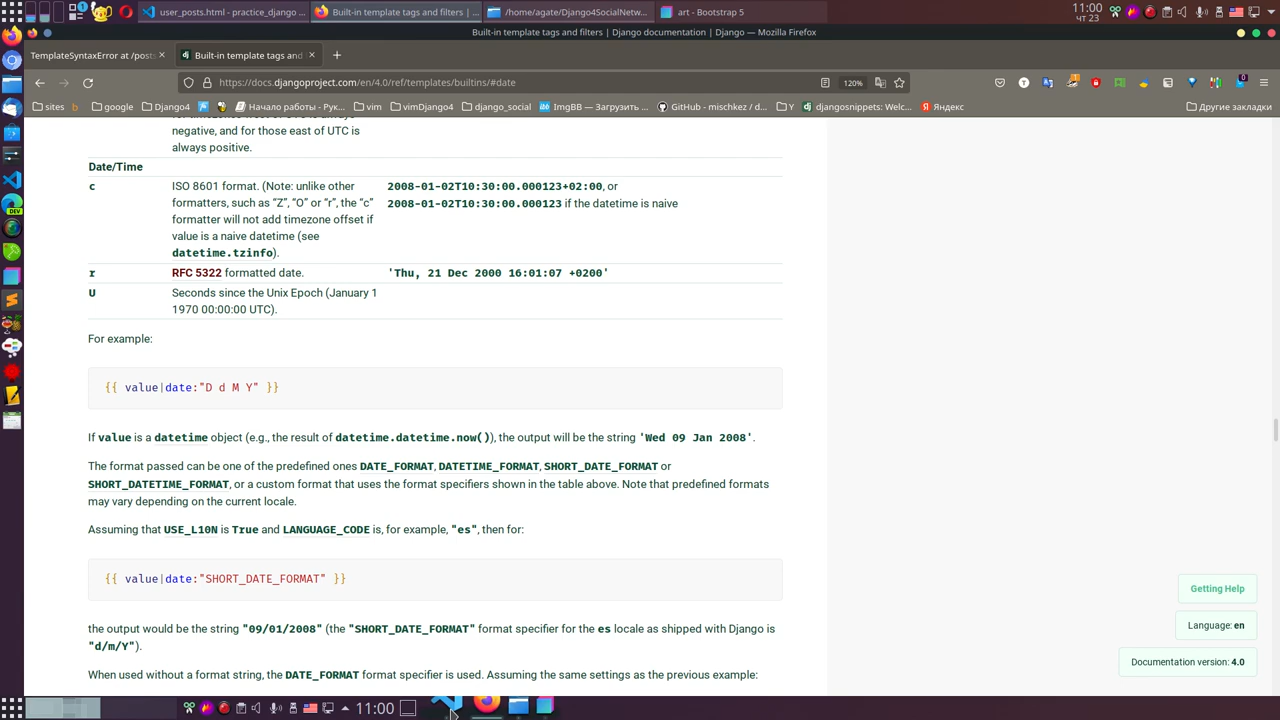 user_posts.html - practice_django ...
Built-in template tags and filters | ...
/home/agate/Django4SocialNetw...
art - Bootstrap 5
11:00
чт 23
Built-in template tags and filters | Django documentation | Django — Mozilla Firefox
TemplateSyntaxError at /posts
Built-in template tags and
https://docs.djangoproject.com/en/4.0/ref/templates/builtins/#date
120%
sites
google
Django4
Начало работы - Рук...
vim
vimDjango4
django_social
ImgBB — Загрузить ...
GitHub - mischkez / d...
Y
djangosnippets: Welc...
Яндекс
Другие закладки
negative, and for those east of UTC is
always positive.
Date/Time
c
ISO 8601 format. (Note: unlike other
formatters, such as “Z”, “O” or “r”, the “c”
formatter will not add timezone offset if
value is a naive datetime (see
datetime.tzinfo).
2008-01-02T10:30:00.000123+02:00, or
2008-01-02T10:30:00.000123 if the datetime is naive
r
RFC 5322 formatted date.
'Thu, 21 Dec 2000 16:01:07 +0200'
U
Seconds since the Unix Epoch (January 1
1970 00:00:00 UTC).
For example:
{{ value|date:"D d M Y" }}
If value is a datetime object (e.g., the result of datetime.datetime.now()), the output will be the string 'Wed 09 Jan 2008'.
The format passed can be one of the predefined ones DATE_FORMAT, DATETIME_FORMAT, SHORT_DATE_FORMAT or
SHORT_DATETIME_FORMAT, or a custom format that uses the format specifiers shown in the table above. Note that predefined formats
may vary depending on the current locale.
Assuming that USE_L10N is True and LANGUAGE_CODE is, for example, "es", then for:
{{ value|date:"SHORT_DATE_FORMAT" }}
the output would be the string "09/01/2008" (the "SHORT_DATE_FORMAT" format specifier for the es locale as shipped with Django is
"d/m/Y").
When used without a format string, the DATE_FORMAT format specifier is used. Assuming the same settings as the previous example:
Getting Help
Language: en
Documentation version: 4.0
11:00